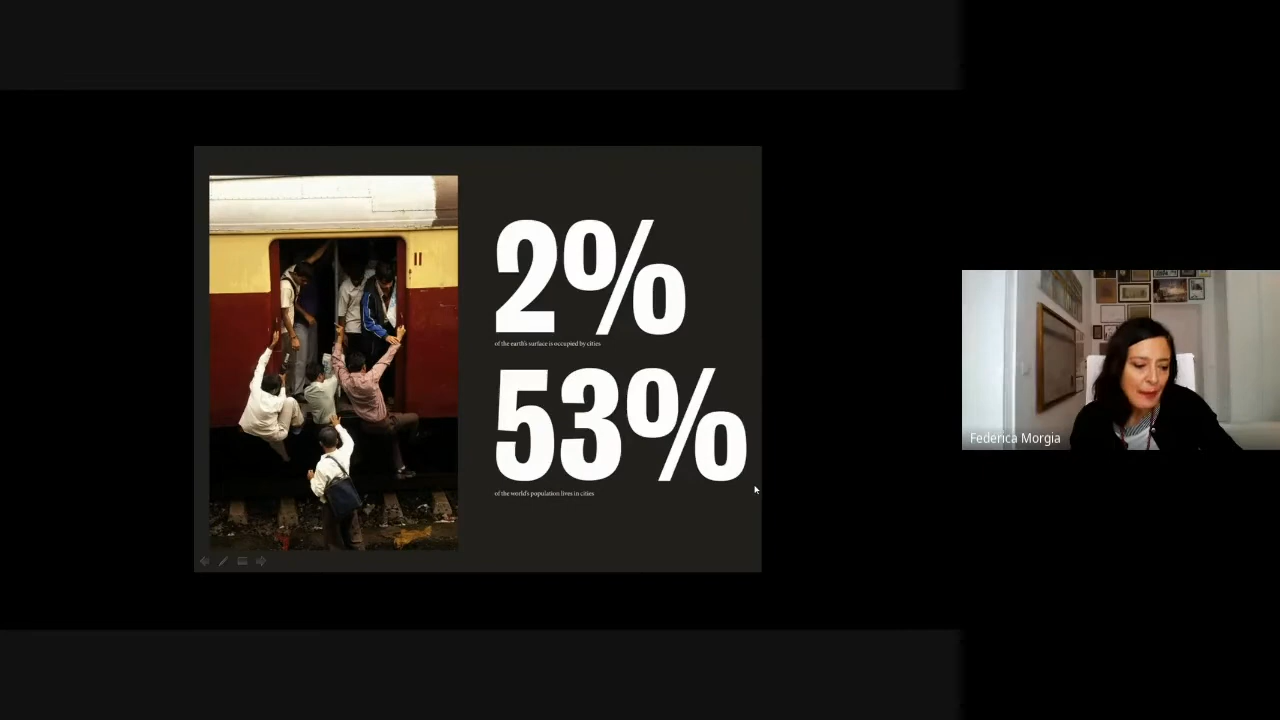 II
2%
of the earth's surface is occupied by cities
53%
of the world's population lives in cities
Federica Morgia